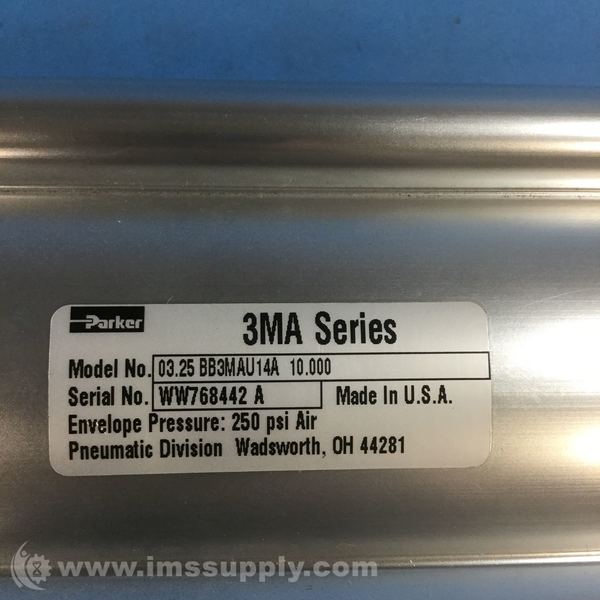 Parker
3MA Series
Model No. 03.25 BB3MAU14A 10.000
Serial No. WW768442 A Made In U.S.A.
Envelope Pressure: 250 psi Air
Pneumatic Division Wadsworth, OH 44281
www.imssupply.com